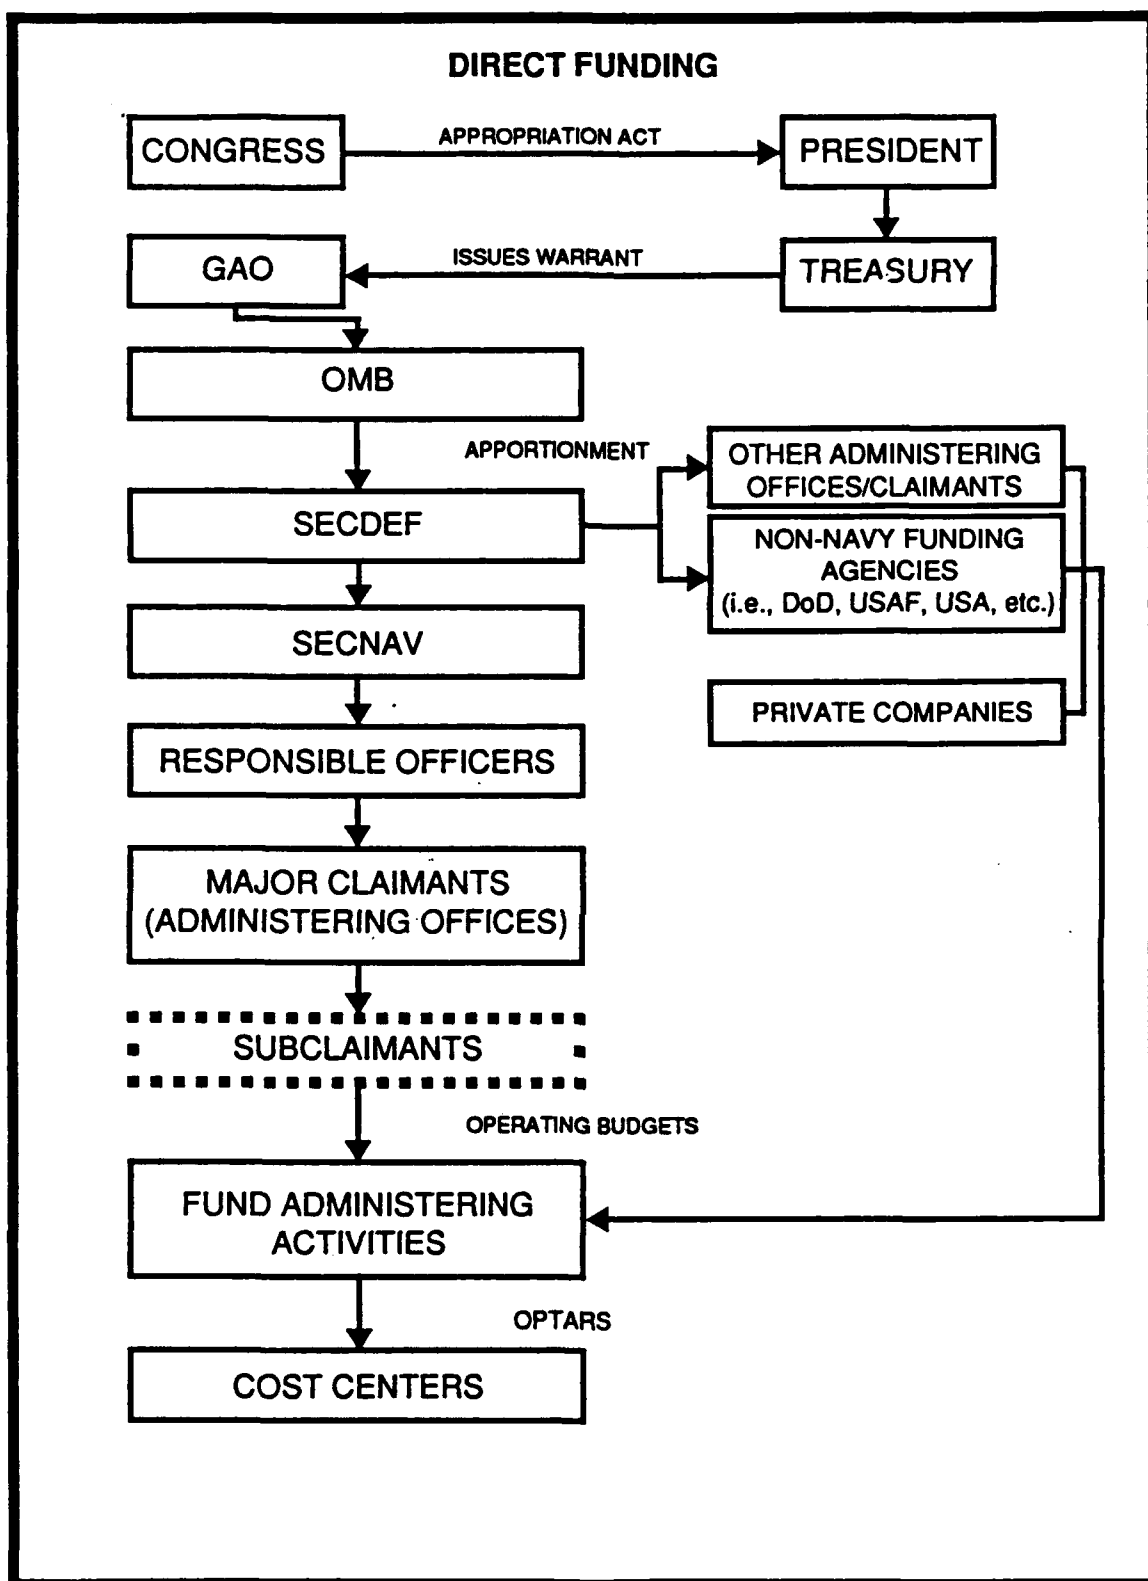 DIRECT FUNDING
CONGRESS
APPROPRIATION ACT
PRESIDENT
GAO
ISSUES WARRANT
TREASURY
OMB
APPORTIONMENT
OTHER ADMINISTERING
OFFICES/CLAIMANTS
SECDEF
NON-NAVY FUNDING
AGENCIES
(i.e., DoD, USAF, USA, etc.)
SECNAV
PRIVATE COMPANIES
RESPONSIBLE OFFICERS
MAJOR CLAIMANTS
(ADMINISTERING OFFICES)
SUBCLAIMANTS
OPERATING BUDGETS
FUND ADMINISTERING
ACTIVITIES
OPTARS
COST CENTERS